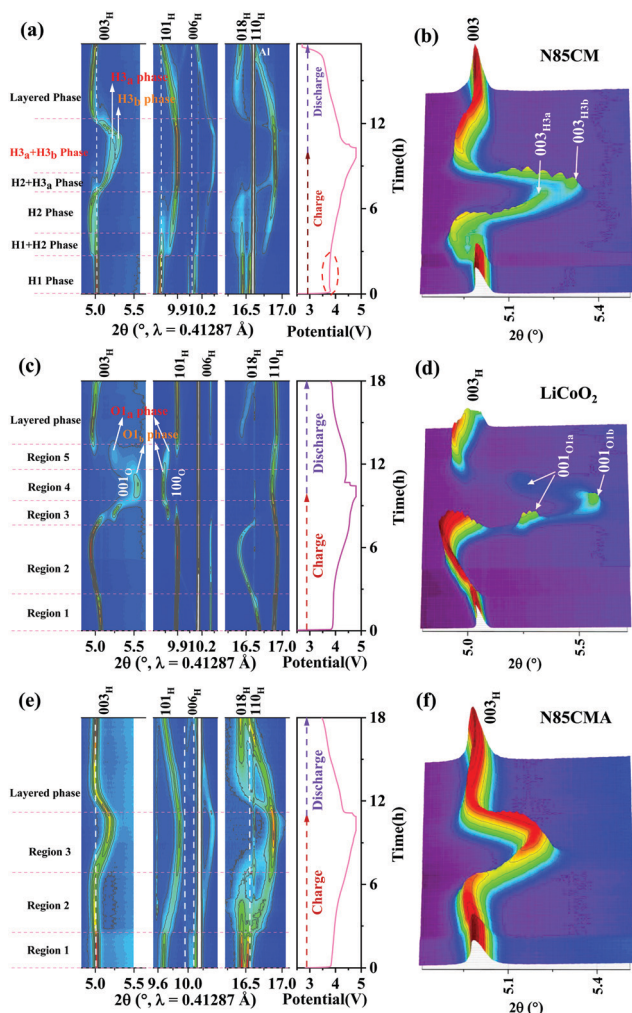 (a)
003H
101H
006H
018H
110H
Al
H3a phase
H3b phase
Layered Phase
H3a+H3b Phase
H2+H3a Phase
H2 Phase
H1+H2 Phase
H1 Phase
Discharge
Charge
Time(h)
12
6
0
5.0 5.5 9.9 10.2 16.5 17.0 3 4 5
2θ (°, λ = 0.41287 Å) Potential(V)
(b)
003
N85CM
003H3a
003H3b
5.1 5.4
2θ (°)
(c)
003H
101H
006H
018H
110H
O1a phase
O1b phase
001O
100O
Layered phase
Region 5
Region 4
Region 3
Region 2
Region 1
Discharge
Charge
Time(h)
18
12
6
0
5.0 5.5 9.9 10.2 16.5 17.0 3 4 5
2θ (°, λ = 0.41287 Å) Potential(V)
(d)
003H
LiCoO2
001O1a
001O1b
5.0 5.5
2θ (°)
(e)
003H
101H
006H
018H
110H
Layered phase
Region 3
Region 2
Region 1
Discharge
Charge
Time(h)
18
12
6
0
5.0 5.5 9.6 10.0 16.5 17.0 3 4 5
2θ (°, λ = 0.41287 Å) Potential(V)
(f)
003H
N85CMA
5.1 5.4
2θ (°)